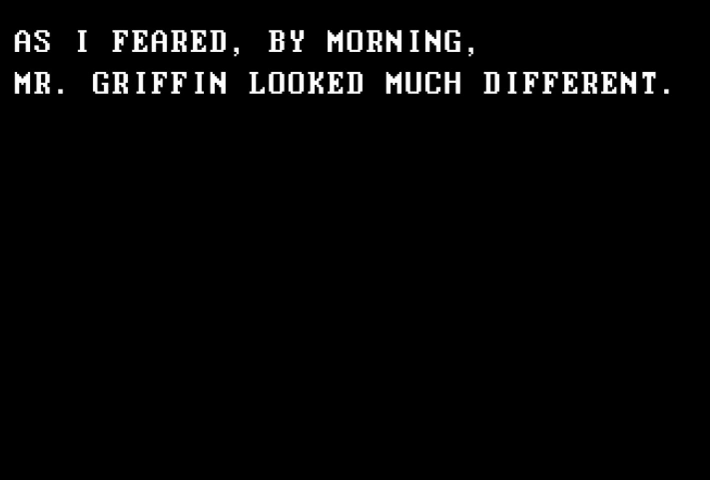 AS I FEARED, BY MORNING,
MR. GRIFFIN LOOKED MUCH DIFFERENT.